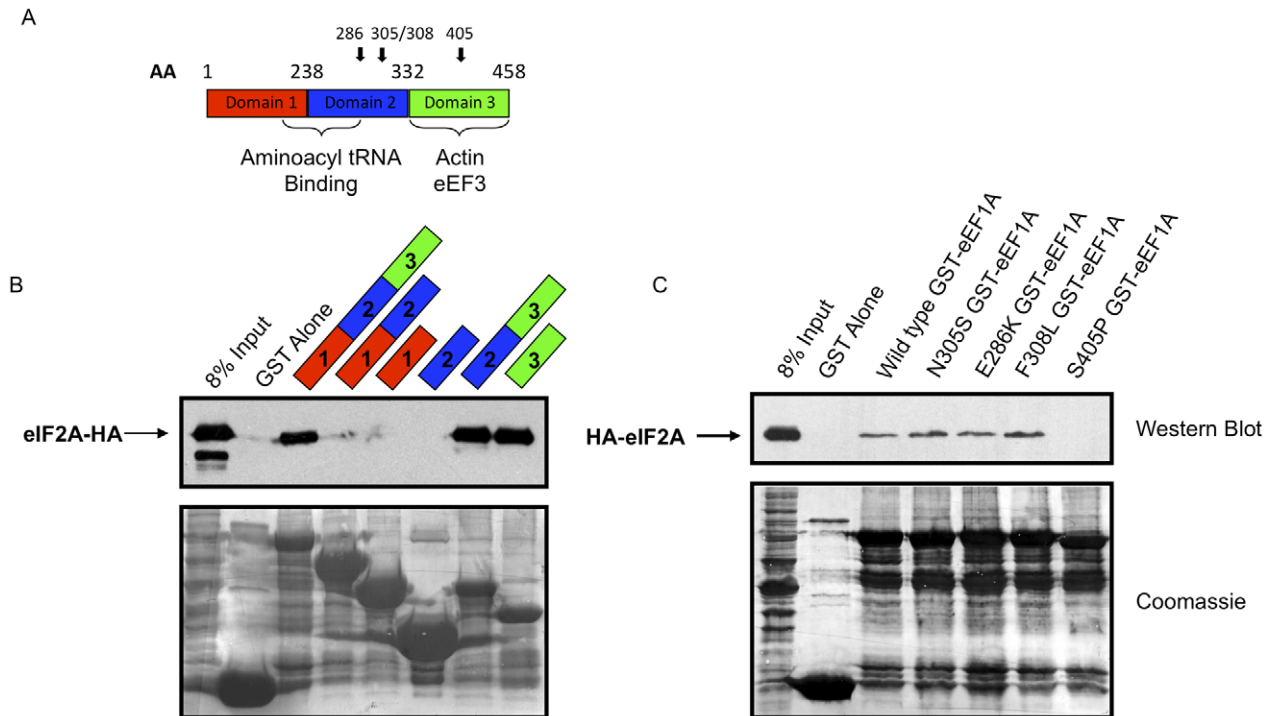 A
286 305/308 405
AA 1 238 332 458
Domain 1 Domain 2 Domain 3
Aminoacyl tRNA
Binding
Actin
eEF3
B
8% Input
GST Alone
1 2 3
1 2
1
2
2 3
3
eIF2A-HA
C
8% Input
GST Alone
Wild type GST-eEF1A
N305S GST-eEF1A
E286K GST-eEF1A
F308L GST-eEF1A
S405P GST-eEF1A
HA-eIF2A
Western Blot
Coomassie